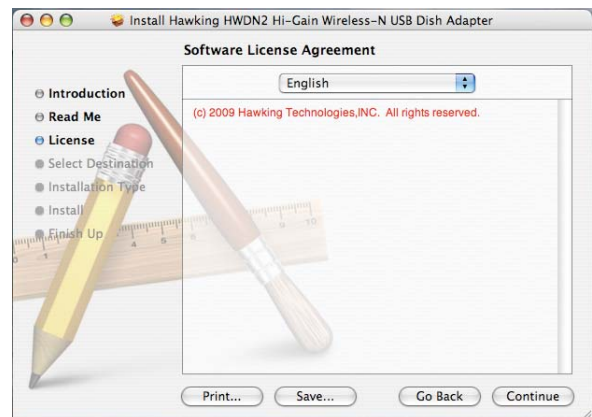 Install Hawking HWDN2 Hi-Gain Wireless-N USB Dish Adapter
Software License Agreement
Introduction
Read Me
License
Select Destination
Installation Type
Install
Finish Up
English
(c) 2009 Hawking Technologies,INC. All rights reserved.
Print...
Save...
Go Back
Continue